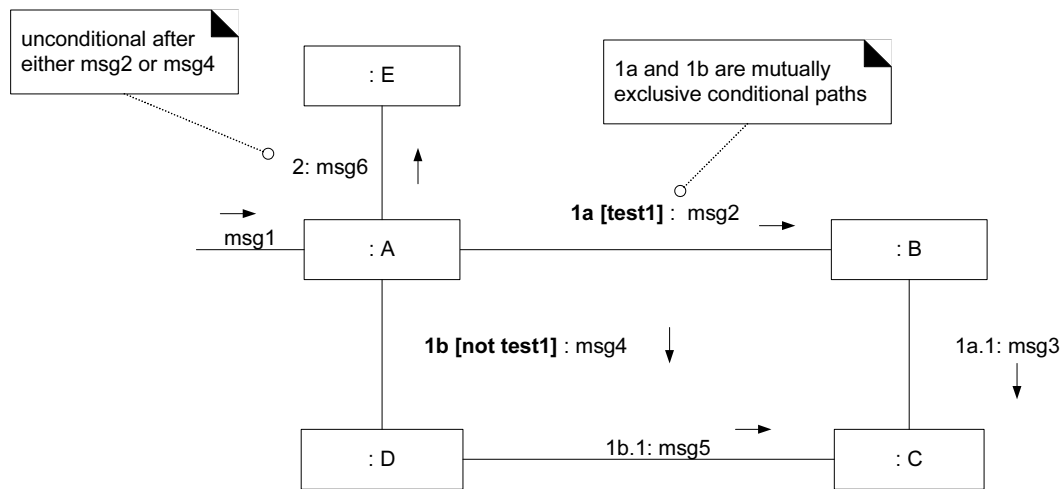 unconditional after
either msg2 or msg4
: E
1a and 1b are mutually
exclusive conditional paths
2: msg6
1a [test1] : msg2
msg1
: A
: B
1b [not test1] : msg4
1a.1: msg3
: D
1b.1: msg5
: C